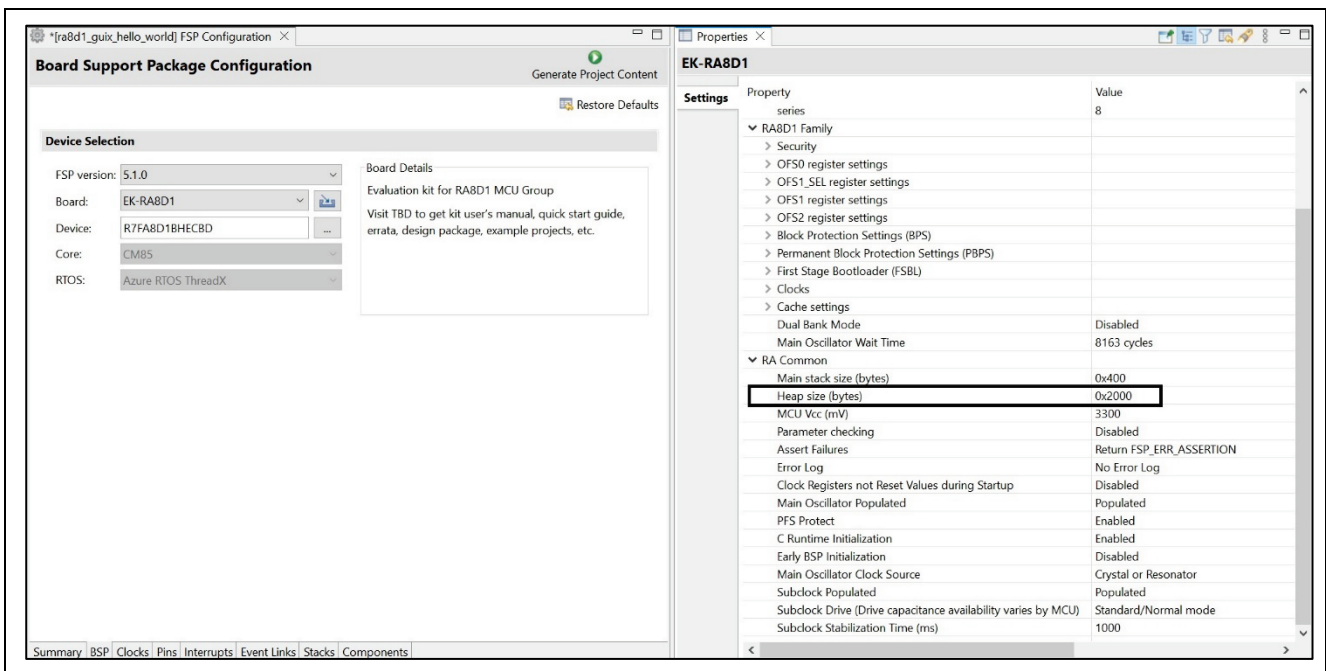 *[ra8d1_guix_hello_world] FSP Configuration
Board Support Package Configuration
Generate Project Content
Restore Defaults
Device Selection
FSP version: 5.1.0
Board: EK-RA8D1
Device: R7FA8D1BHECBD ...
Core: CM85
RTOS: Azure RTOS ThreadX
Board Details
Evaluation kit for RA8D1 MCU Group
Visit TBD to get kit user's manual, quick start guide,
errata, design package, example projects, etc.
Summary BSP Clocks Pins Interrupts Event Links Stacks Components
Properties
EK-RA8D1
Settings
Property Value
series 8
RA8D1 Family
Security
OFS0 register settings
OFS1_SEL register settings
OFS1 register settings
OFS2 register settings
Block Protection Settings (BPS)
Permanent Block Protection Settings (PBPS)
First Stage Bootloader (FSBL)
Clocks
Cache settings
Dual Bank Mode Disabled
Main Oscillator Wait Time 8163 cycles
RA Common
Main stack size (bytes) 0x400
Heap size (bytes) 0x2000
MCU Vcc (mV) 3300
Parameter checking Disabled
Assert Failures Return FSP_ERR_ASSERTION
Error Log No Error Log
Clock Registers not Reset Values during Startup Disabled
Main Oscillator Populated Populated
PFS Protect Enabled
C Runtime Initialization Enabled
Early BSP Initialization Disabled
Main Oscillator Clock Source Crystal or Resonator
Subclock Populated Populated
Subclock Drive (Drive capacitance availability varies by MCU) Standard/Normal mode
Subclock Stabilization Time (ms) 1000